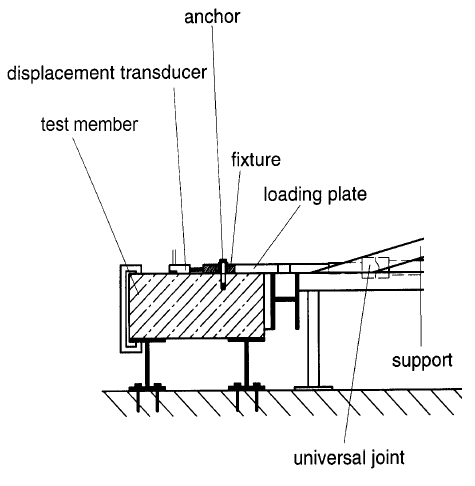 anchor
displacement transducer
test member
fixture
loading plate
support
universal joint